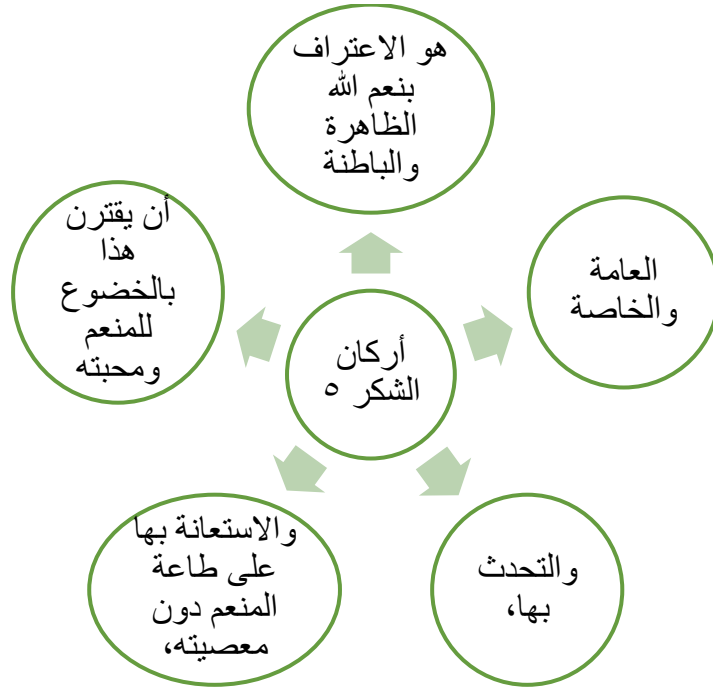 هو الاعتراف
بنعم الله
الظاهرة
والباطنة
العامة
والخاصة
والتحدث
بها،
والاستعانة بها
على طاعة
المنعم دون
معصيته،
أن يقترن
هذا
بالخضوع
للمنعم
ومحبته
أركان
الشكر ٥